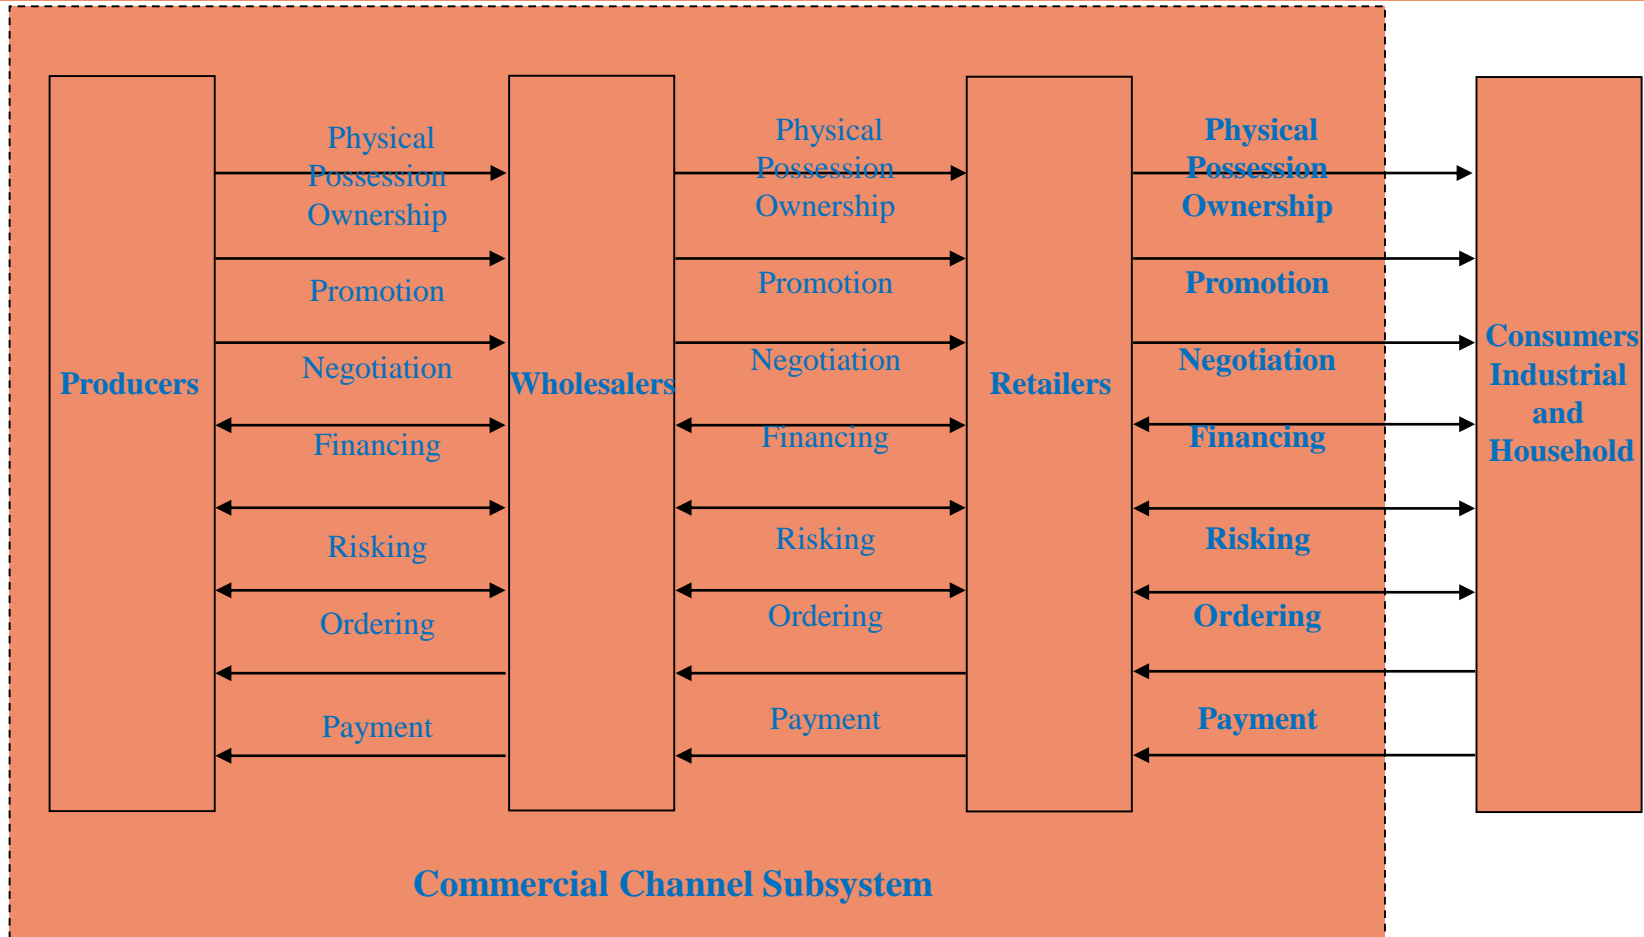 Producers
Physical
Possession
Ownership
Promotion
Negotiation
Financing
Risking
Ordering
Payment
Wholesalers
Physical
Possession
Ownership
Promotion
Negotiation
Financing
Risking
Ordering
Payment
Retailers
Physical
Possession
Ownership
Promotion
Negotiation
Financing
Risking
Ordering
Payment
Consumers
Industrial
and
Household
Commercial Channel Subsystem